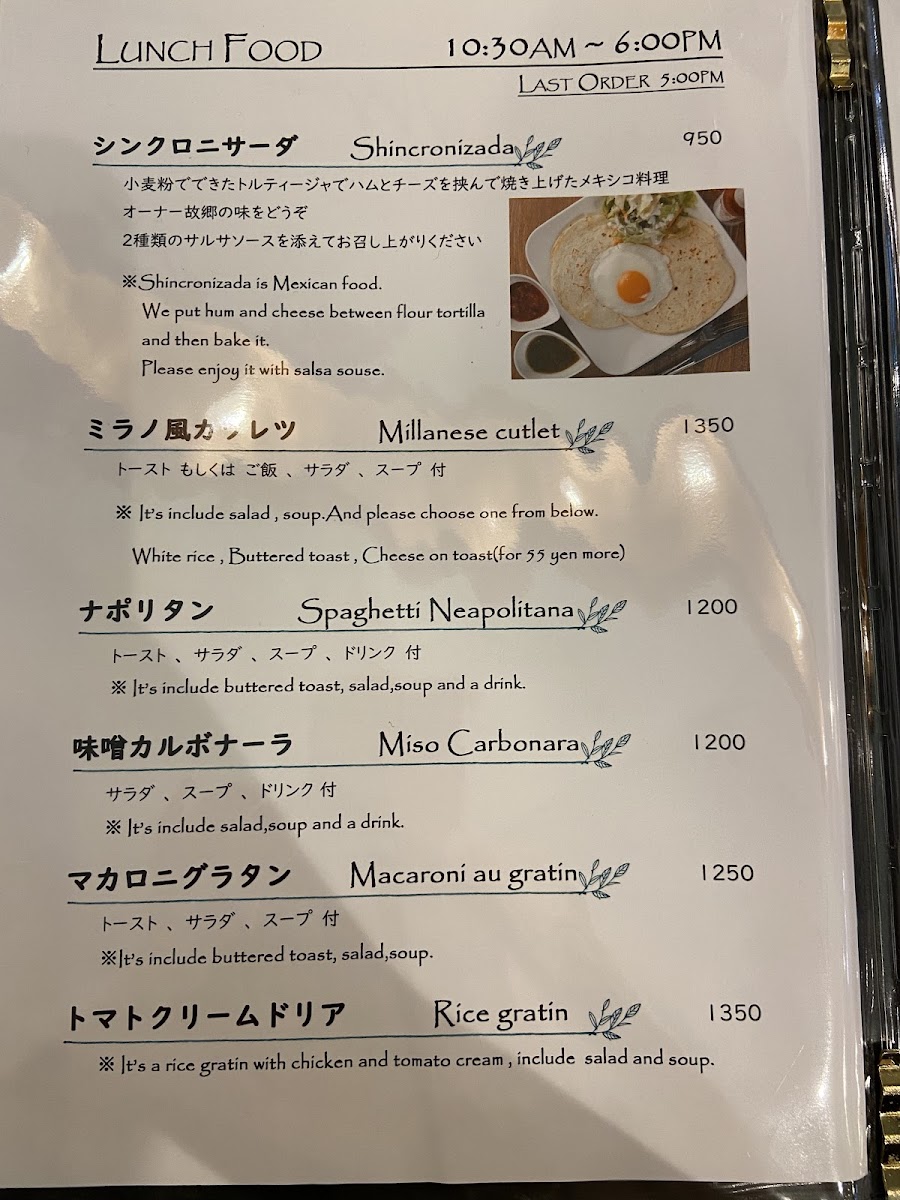 LUNCH FOOD 10:30AM ~ 6:00PM
LAST ORDER 5:00PM
シンクロニサーダ Shincronizada 950
小麦粉でできたトルティージャでハムとチーズを挟んで焼き上げたメキシコ料理
オーナー故郷の味をどうぞ
2種類のサルサソースを添えてお召し上がりください
※Shincronizada is Mexican food.
We put hum and cheese between flour tortilla
and then bake it.
Please enjoy it with salsa souse.
ミラノ風カツレツ Millanese cutlet 1350
トースト もしくは ご飯 、サラダ 、スープ 付
※ It's include salad , soup.And please choose one from below.
White rice , Buttered toast , Cheese on toast(for 55 yen more)
ナポリタン Spaghetti Neapolitana 1200
トースト 、サラダ 、スープ 、ドリンク 付
※ It's include buttered toast, salad,soup and a drink.
味噌カルボナーラ Miso Carbonara 1200
サラダ 、スープ 、ドリンク 付
※ It's include salad,soup and a drink.
マカロニグラタン Macaroni au gratin 1250
トースト 、サラダ 、スープ 付
※It's include buttered toast, salad,soup.
トマトクリームドリア Rice gratin 1350
※ It's a rice gratin with chicken and tomato cream , include salad and soup.